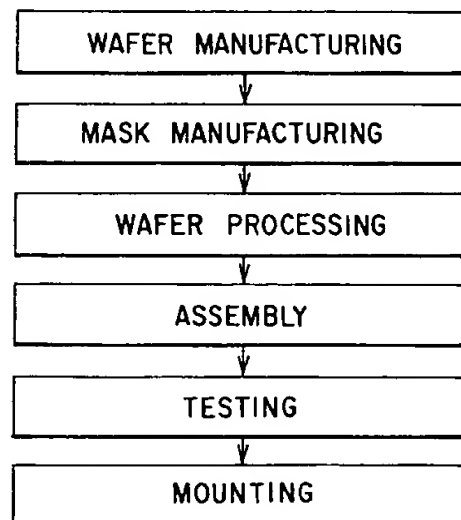 WAFER MANUFACTURING
MASK MANUFACTURING
WAFER PROCESSING
ASSEMBLY
TESTING
MOUNTING